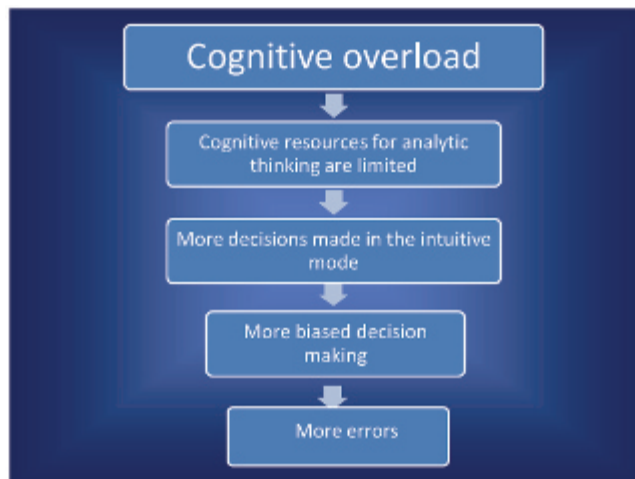 Cognitive overload
Cognitive resources for analytic
thinking are limited
More decisions made in the intuitive
mode
More biased decision
making
More errors